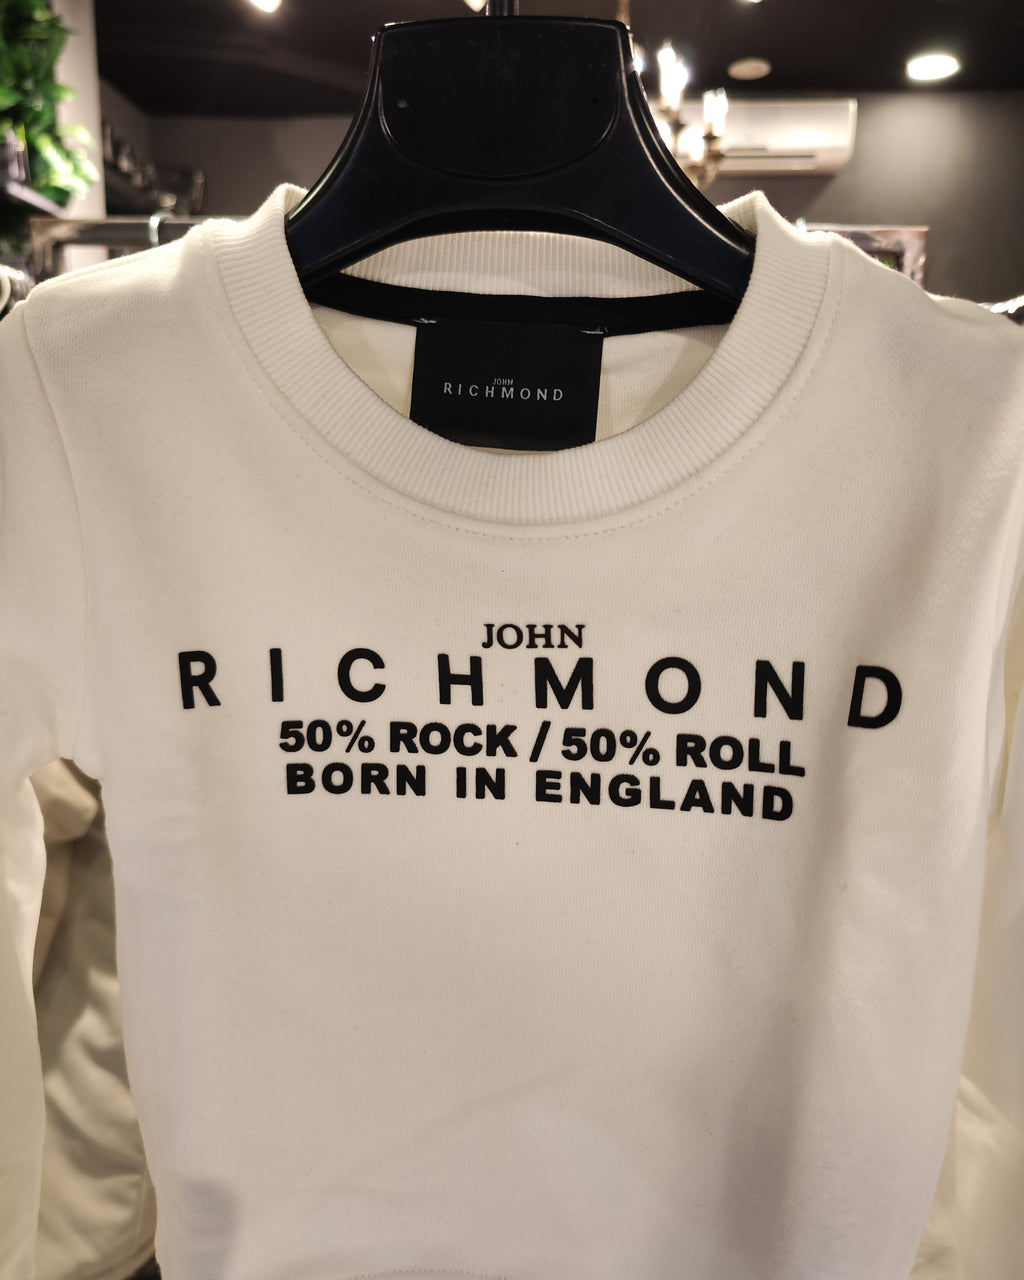 JOHN
RICHMOND
JOHN
RICHMOND
50% ROCK / 50% ROLL
BORN IN ENGLAND